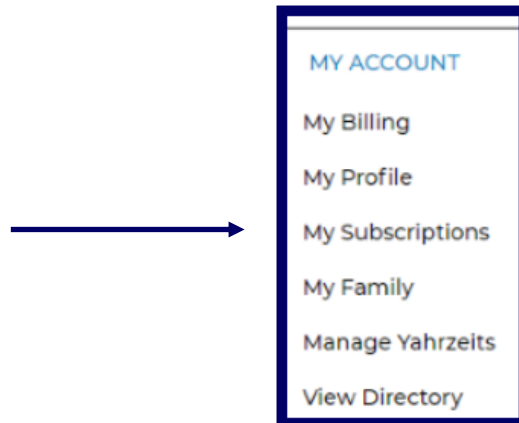 MY ACCOUNT
My Billing
My Profile
My Subscriptions
My Family
Manage Yahrzeits
View Directory